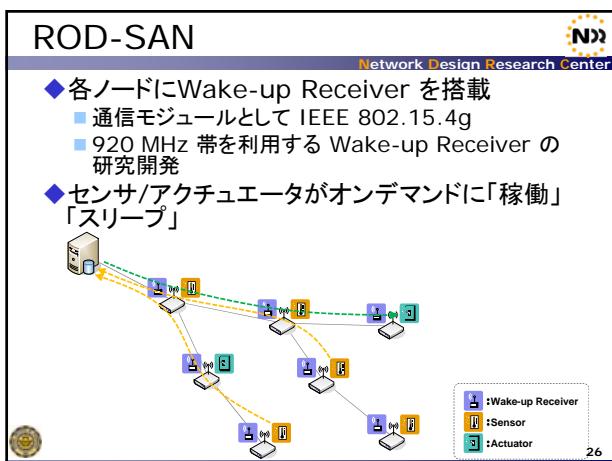 ROD-SAN
Network Design Research Center
各ノードにWake-up Receiver を搭載
通信モジュールとして IEEE 802.15.4g
920 MHz 帯を利用する Wake-up Receiver の
研究開発
センサ/アクチュエータがオンデマンドに「稼働」
「スリープ」
:Wake-up Receiver
:Sensor
:Actuator
26